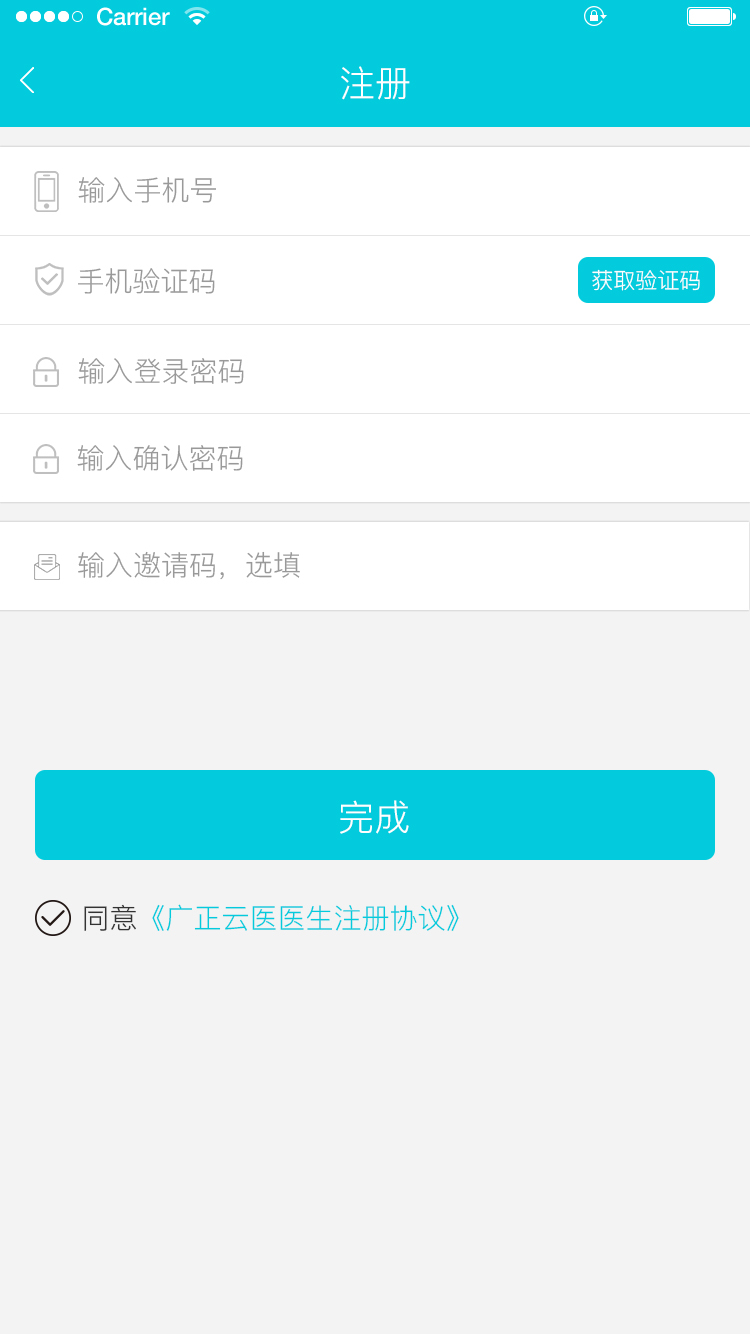 Carrier
注册
输入手机号
手机验证码
获取验证码
输入登录密码
输入确认密码
输入邀请码，选填
完成
同意《广正云医医生注册协议》